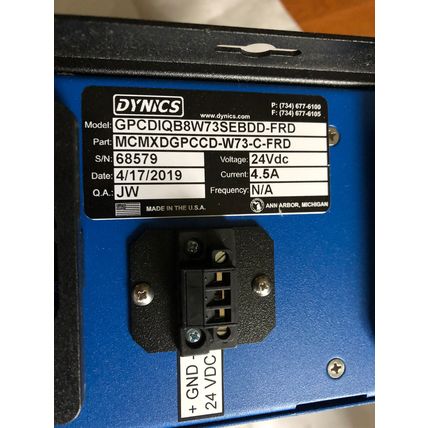 DYNICS
www.dynics.com
P: (734) 677-6100
F: (734) 677-6105
Model: GPCDIQB8W73SEBDD-FRD
Part: MCMXDGPCCD-W73-C-FRD
S/N: 68579 Voltage: 24Vdc
Date: 4/17/2019 Current: 4.5A
Q.A.: JW Frequency: N/A
MADE IN THE U.S.A. ANN ARBOR, MICHIGAN
+ GND -
24 VDC